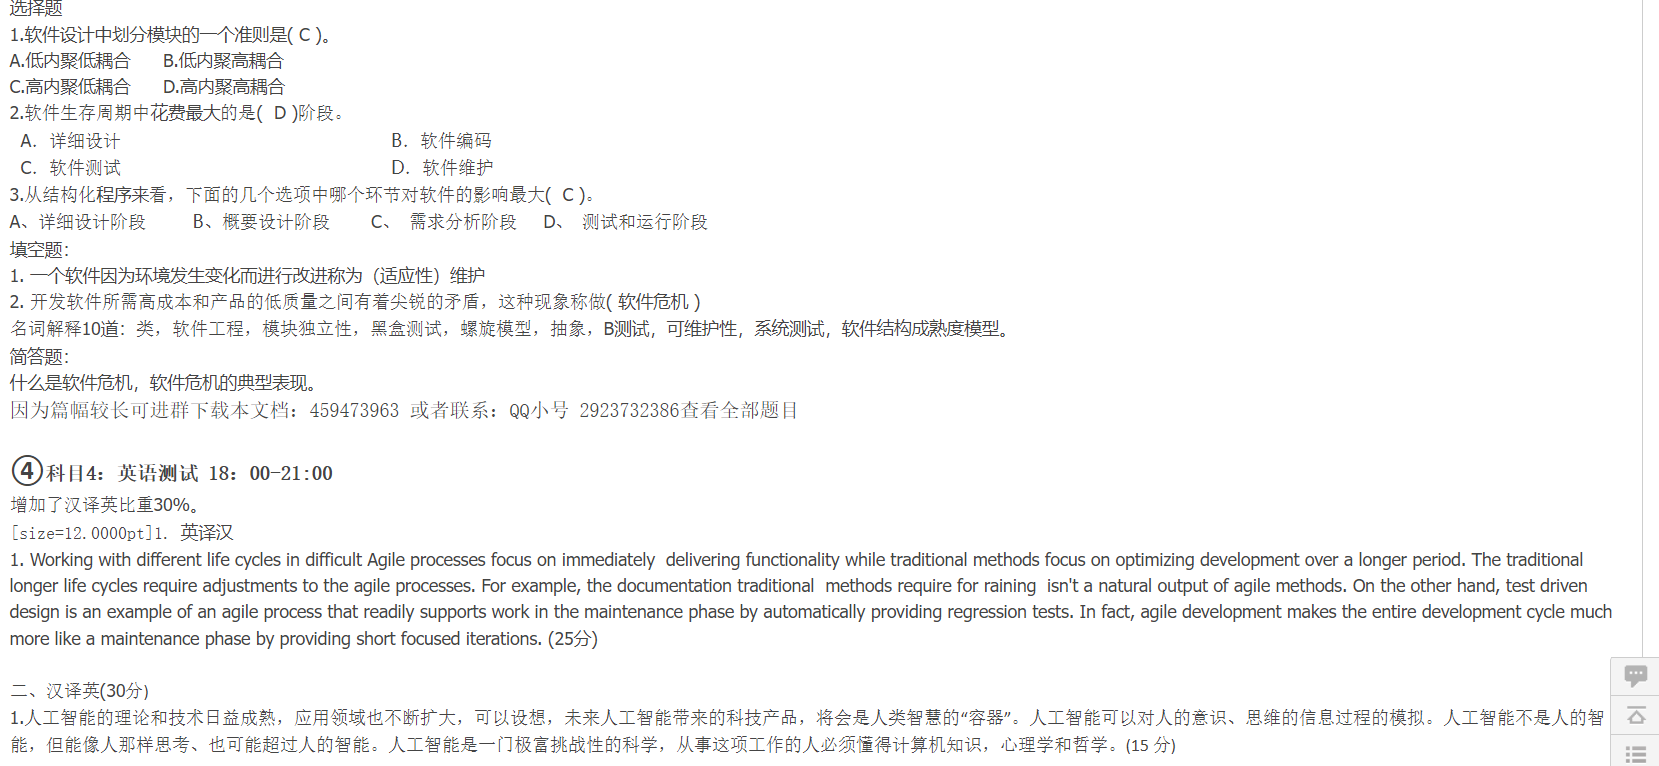 选择题
1.软件设计中划分模块的一个准则是( C )。
A.低内聚低耦合 B.低内聚高耦合
C.高内聚低耦合 D.高内聚高耦合
2.软件生存周期中花费最大的是( D )阶段。
A. 详细设计 B. 软件编码
C. 软件测试 D. 软件维护
3.从结构化程序来看，下面的几个选项中哪个环节对软件的影响最大( C )。
A、详细设计阶段 B、概要设计阶段 C、 需求分析阶段 D、 测试和运行阶段
填空题：
1. 一个软件因为环境发生变化而进行改进称为（适应性）维护
2. 开发软件所需高成本和产品的低质量之间有着尖锐的矛盾，这种现象称做( 软件危机 )
名词解释10道：类，软件工程，模块独立性，黑盒测试，螺旋模型，抽象，B测试，可维护性，系统测试，软件结构成熟度模型。
简答题：
什么是软件危机，软件危机的典型表现。
因为篇幅较长可进群下载本文档：459473963 或者联系：QQ小号 2923732386查看全部题目
④科目4：英语测试 18：00-21:00
增加了汉译英比重30%。
[size=12.0000pt]1. 英译汉
1. Working with different life cycles in difficult Agile processes focus on immediately delivering functionality while traditional methods focus on optimizing development over a longer period. The traditional
longer life cycles require adjustments to the agile processes. For example, the documentation traditional methods require for raining isn't a natural output of agile methods. On the other hand, test driven
design is an example of an agile process that readily supports work in the maintenance phase by automatically providing regression tests. In fact, agile development makes the entire development cycle much
more like a maintenance phase by providing short focused iterations. (25分)
二、汉译英(30分)
1.人工智能的理论和技术日益成熟，应用领域也不断扩大，可以设想，未来人工智能带来的科技产品，将会是人类智慧的“容器”。人工智能可以对人的意识、思维的信息过程的模拟。人工智能不是人的智
能，但能像人那样思考、也可能超过人的智能。人工智能是一门极富挑战性的科学，从事这项工作的人必须懂得计算机知识，心理学和哲学。(15 分)